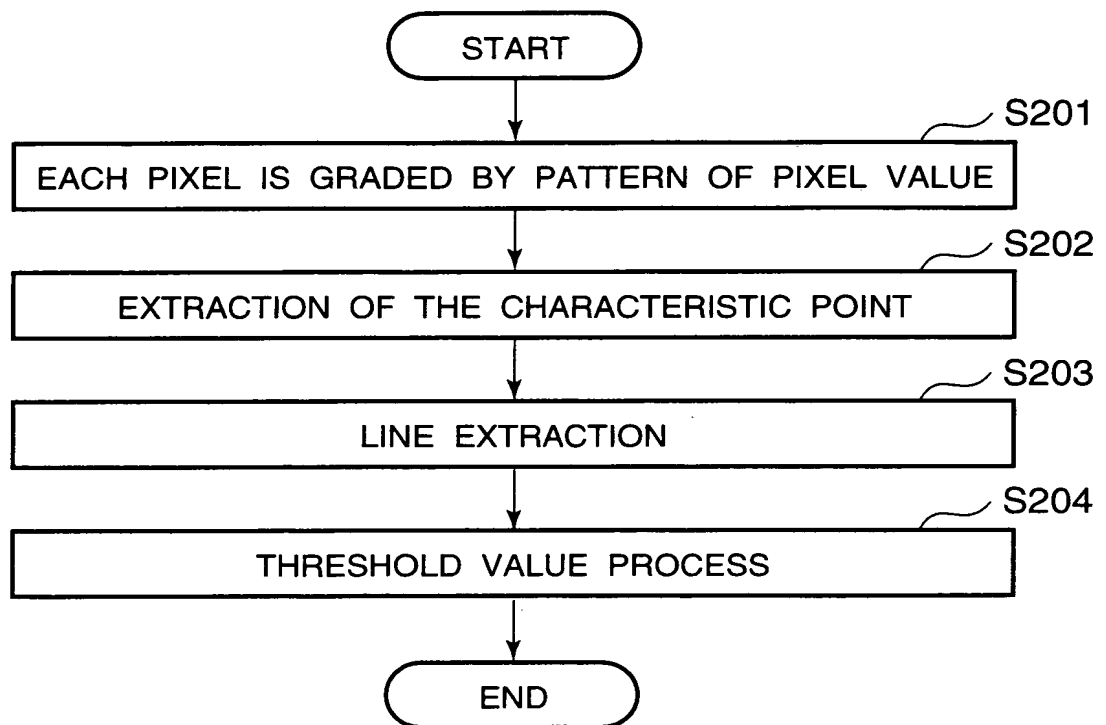 START
S201
EACH PIXEL IS GRADED BY PATTERN OF PIXEL VALUE
S202
EXTRACTION OF THE CHARACTERISTIC POINT
S203
LINE EXTRACTION
S204
THRESHOLD VALUE PROCESS
END